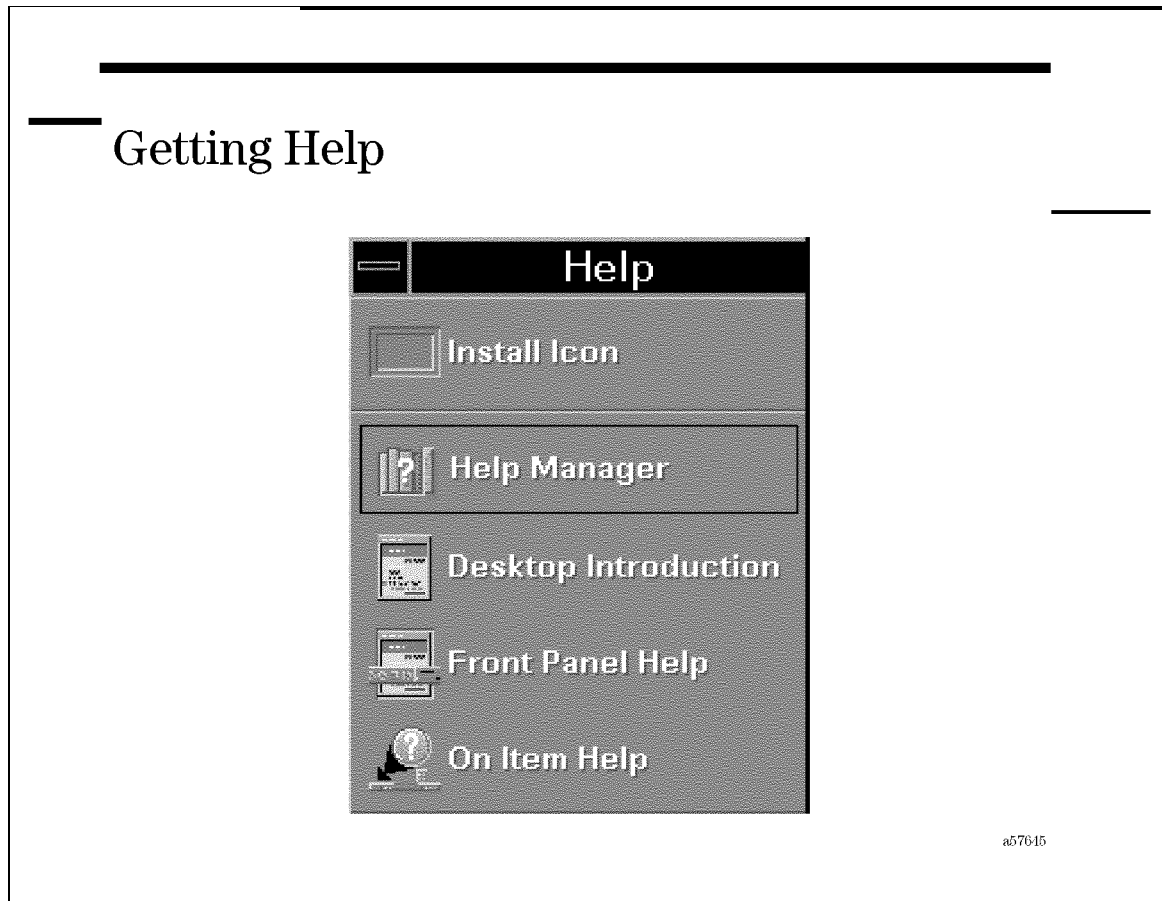 Getting Help
Help
Install Icon
Help Manager
Desktop Introduction
Front Panel Help
On Item Help
a57645